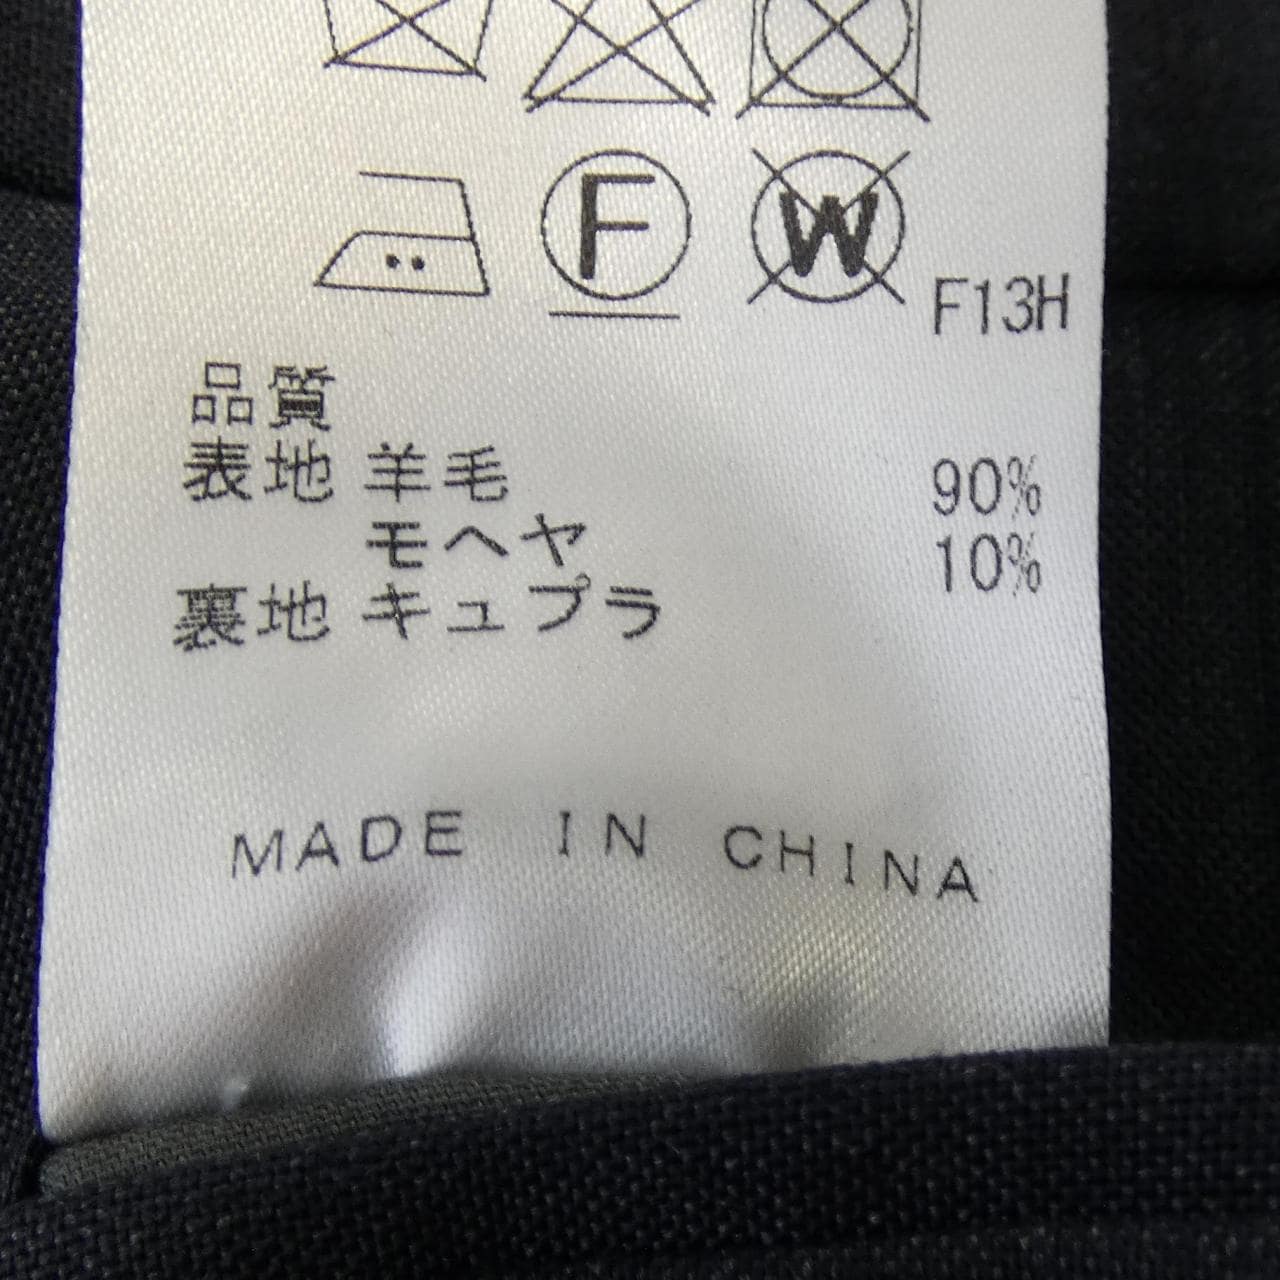 F W F13H
品質
表地 羊毛 90%
モヘヤ 10%
裏地 キュプラ
MADE IN CHINA